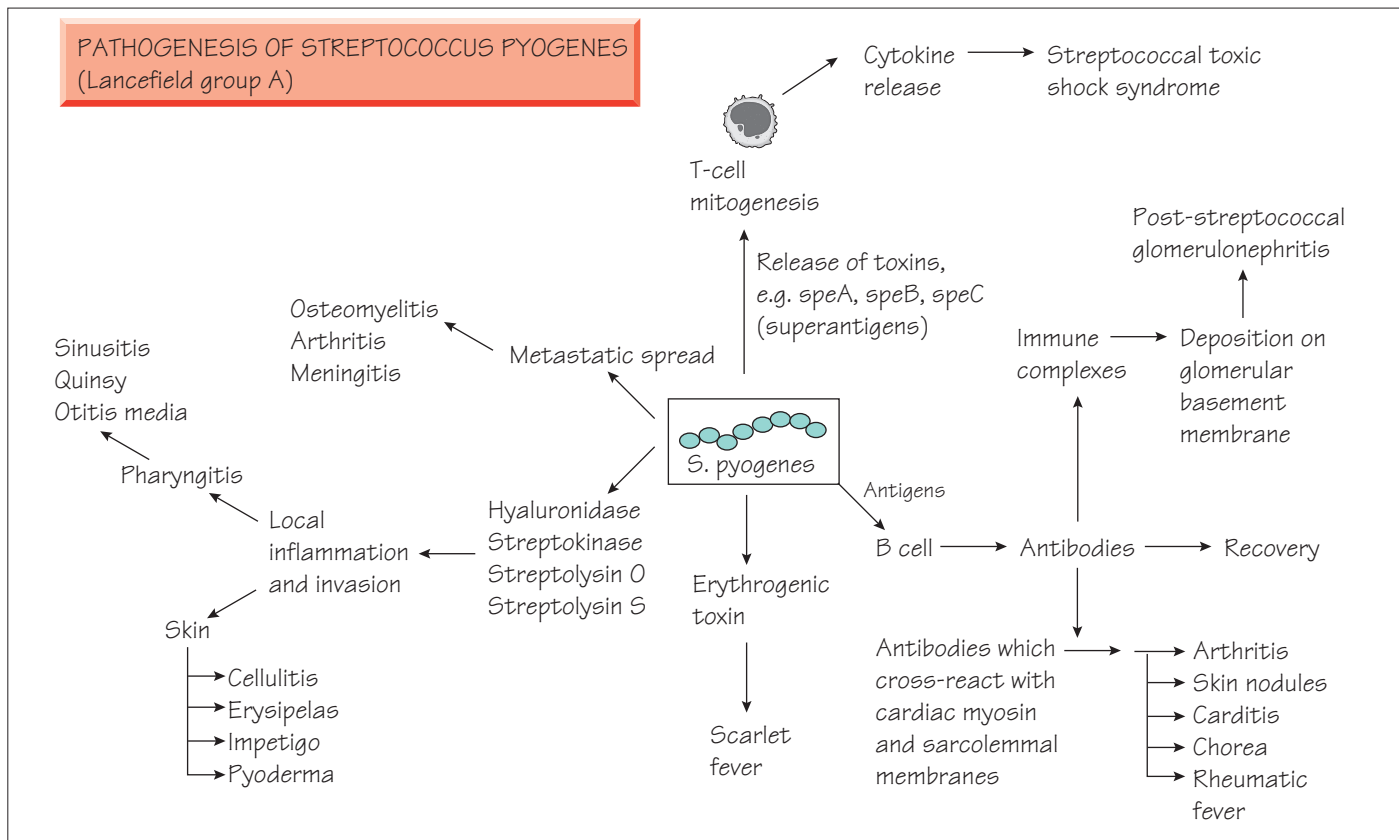 PATHOGENESIS OF STREPTOCOCCUS PYOGENES
(Lancefield group A)
Cytokine
release
Streptococcal toxic
shock syndrome
T-cell
mitogenesis
Release of toxins,
e.g. speA, speB, speC
(superantigens)
Post-streptococcal
glomerulonephritis
Immune
complexes
Deposition on
glomerular
basement
membrane
Osteomyelitis
Arthritis
Meningitis
Metastatic spread
Sinusitis
Quinsy
Otitis media
Pharyngitis
Local
inflammation
and invasion
Hyaluronidase
Streptokinase
Streptolysin O
Streptolysin S
S. pyogenes
Antigens
B cell
Antibodies
Recovery
Erythrogenic
toxin
Scarlet
fever
Skin
Cellulitis
Erysipelas
Impetigo
Pyoderma
Antibodies which
cross-react with
cardiac myosin
and sarcolemmal
membranes
Arthritis
Skin nodules
Carditis
Chorea
Rheumatic
fever